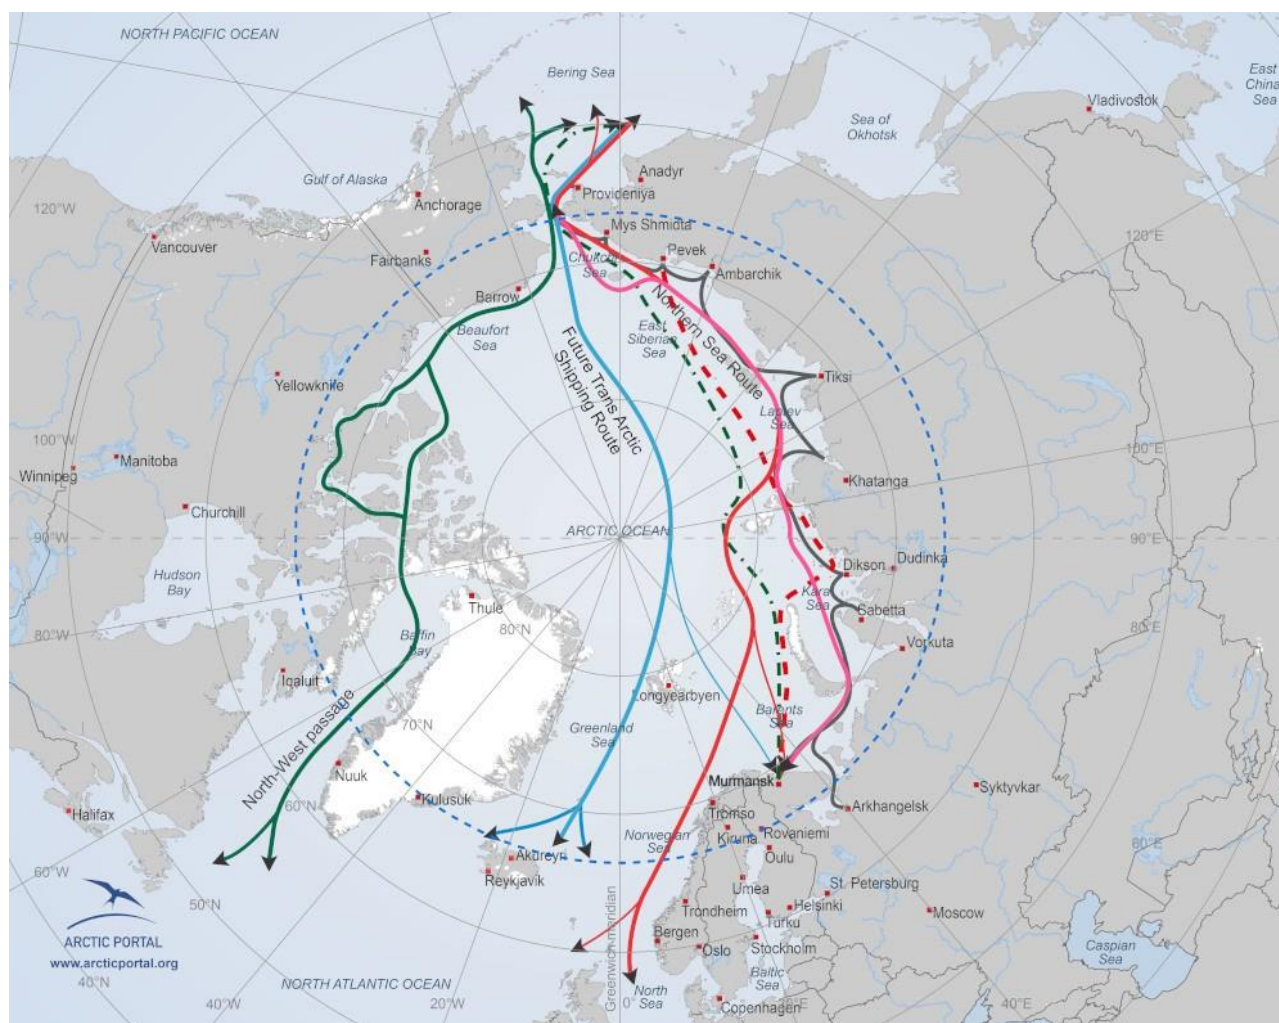 NORTH PACIFIC OCEAN
Bering Sea
East
China
Sea
Vladivostok
Sea of
Okhotsk
Gulf of Alaska
Anadyr
Provideniya
Anchorage
120°W
Vancouver
Mys Shmidta
120°E
Fairbanks
Chukchi
Sea
Pevek
Ambarchik
Barrow
Beaufort
Sea
East
Siberian
Sea
Northern Sea Route
Future Trans Arctic
Shipping Route
Yellowknife
Tiksi
Laptev
Sea
100°W
100°E
Winnipeg
Manitoba
Khatanga
Churchill
90°W
ARCTIC OCEAN
90°E
Dikson
Dudinka
Hudson
Bay
Kara
Sea
Sabetta
Thule
80°N
80°W
80°E
Baffin
Bay
Vorkuta
Iqaluit
Longyearbyen
North-West passage
70°N
Greenland
Sea
Barents
Sea
Nuuk
Murmansk
Syktyvkar
Kulusuk
60°N
Halifax
Arkhangelsk
Tromso
Norwegian
Sea
Kiruna
Rovaniemi
Oulu
60°E
Akureyri
Reykjavik
60°W
Umea
St. Petersburg
50°N
Trondheim
Helsinki
Turku
Moscow
Bergen
Oslo
Stockholm
Greenwich meridian
ARCTIC PORTAL
www.arcticportal.org
Caspian
Sea
Baltic
Sea
NORTH ATLANTIC OCEAN
North
Sea
40°N
40°W
20°W
0°
Copenhagen
20°E
40°E